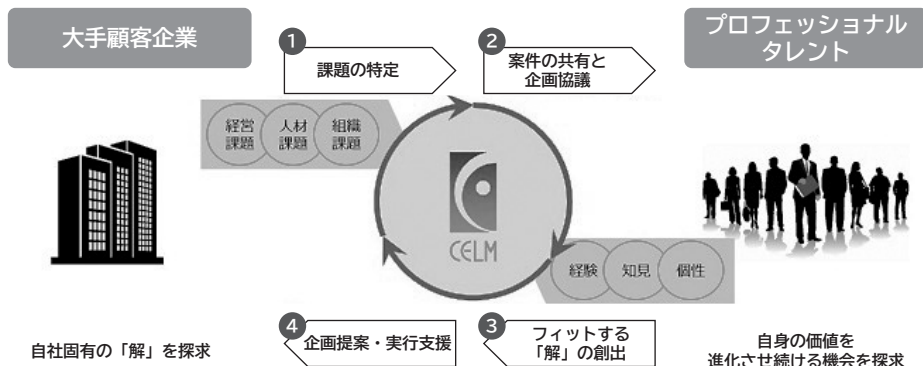 大手顧客企業
プロフェッショナル
タレント
1
課題の特定
2
案件の共有と
企画協議
経営
課題
人材
課題
組織
課題
CELM
経験
知見
個性
4
企画提案・実行支援
3
フィットする
「解」の創出
自社固有の「解」を探求
自身の価値を
進化させ続ける機会を探求